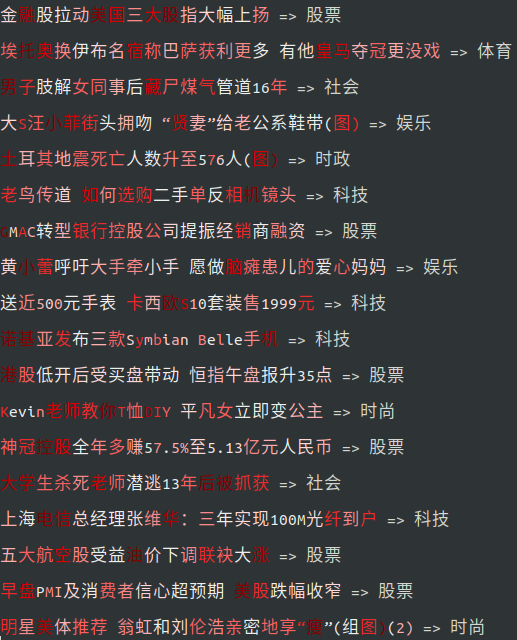 金融股拉动美国三大股指大幅上扬 => 股票
埃托奥换伊布名宿称巴萨获利更多 有他皇马夺冠更没戏 => 体育
男子肢解女同事后藏尸煤气管道16年 => 社会
大S汪小菲街头拥吻 “贤妻”给老公系鞋带(图) => 娱乐
土耳其地震死亡人数升至576人(图) => 时政
老鸟传道 如何选购二手单反相机镜头 => 科技
GMAC转型银行控股公司提振经销商融资 => 股票
黄小蕾呼吁大手牵小手 愿做脑瘫患儿的爱心妈妈 => 娱乐
送近500元手表 卡西欧S10套装售1999元 => 科技
诺基亚发布三款Symbian Belle手机 => 科技
港股低开后受买盘带动 恒指午盘报升35点 => 股票
Kevin老师教你T恤DIY 平凡女立即变公主 => 时尚
神冠控股全年多赚57.5%至5.13亿元人民币 => 股票
大学生杀死老师潜逃13年后被抓获 => 社会
上海电信总经理张维华: 三年实现100M光纤到户 => 科技
五大航空股受益油价下调联袂大涨 => 股票
早盘PMI及消费者信心超预期 美股跌幅收窄 => 股票
明星美体推荐 翁虹和刘伦浩亲密地享“瘦”(组图)(2) => 时尚